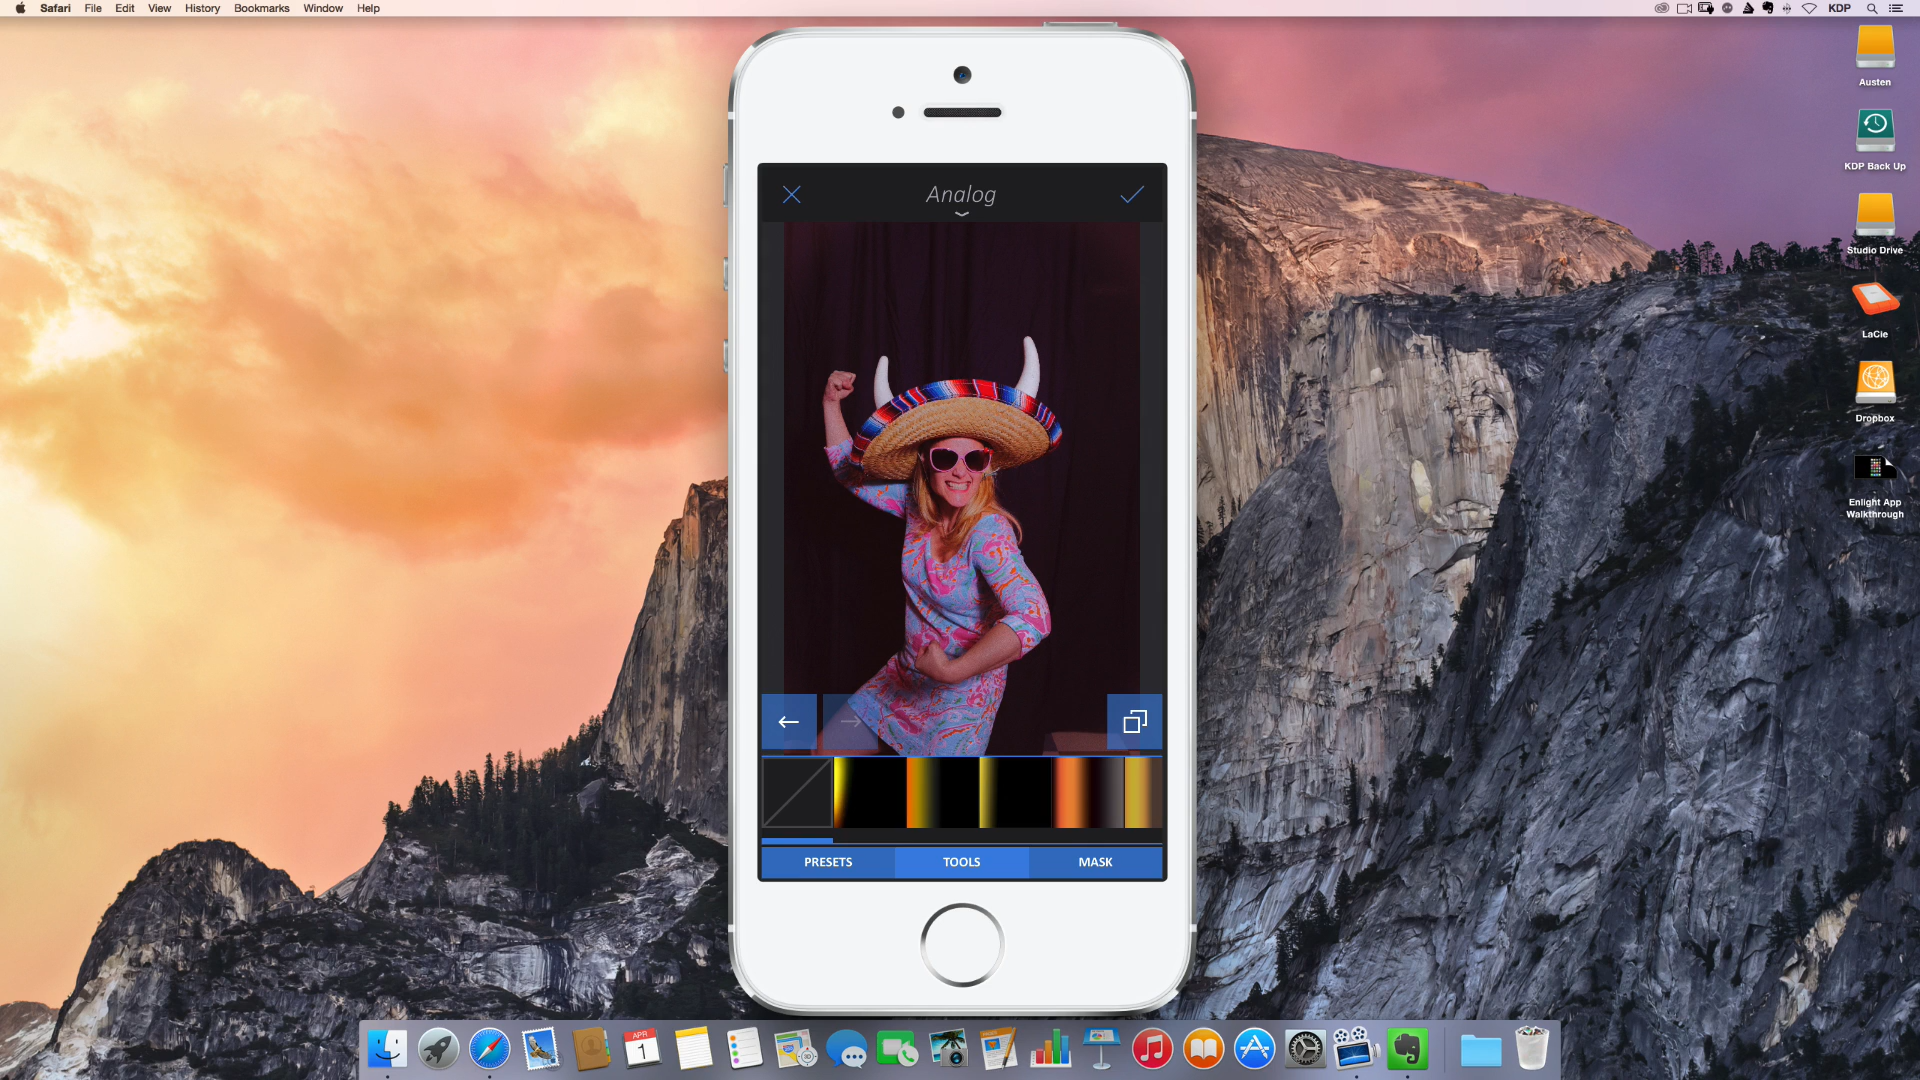 Safari File Edit View History Bookmarks Window Help KDP
Austen
KDP Back Up
Studio Drive
LaCie
Dropbox
Enlight App
Walkthrough
Analog
PRESETS TOOLS MASK
APR
1
3D